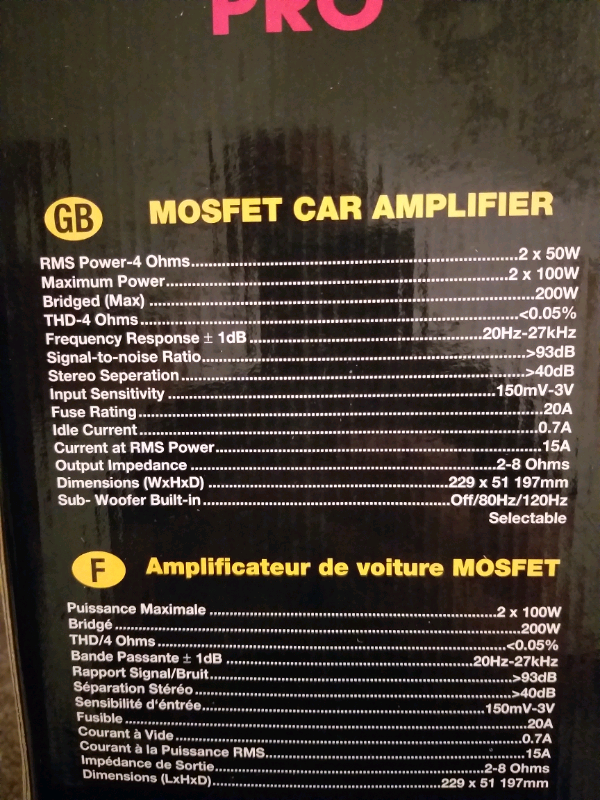 PRO
GB MOSFET CAR AMPLIFIER
RMS Power-4 Ohms 2 x 50W
Maximum Power 2 x 100W
Bridged (Max) 200W
THD-4 Ohms <0.05%
Frequency Response ± 1dB 20Hz-27kHz
Signal-to-noise Ratio >93dB
Stereo Seperation >40dB
Input Sensitivity 150mV-3V
Fuse Rating 20A
Idle Current 0.7A
Current at RMS Power 15A
Output Impedance 2-8 Ohms
Dimensions (WxHxD) 229 x 51 197mm
Sub- Woofer Built-in Off/80Hz/120Hz
Selectable
F Amplificateur de voiture MOSFET
Puissance Maximale 2 x 100W
Bridgé 200W
THD/4 Ohms <0.05%
Bande Passante ± 1dB 20Hz-27kHz
Rapport Signal/Bruit >93dB
Séparation Stéréo >40dB
Sensibilité d'éntrée 150mV-3V
Fusible 20A
Courant à Vide 0.7A
Courant à la Puissance RMS 15A
Impédance de Sortie 2-8 Ohms
Dimensions (LxHxD) 229 x 51 197mm